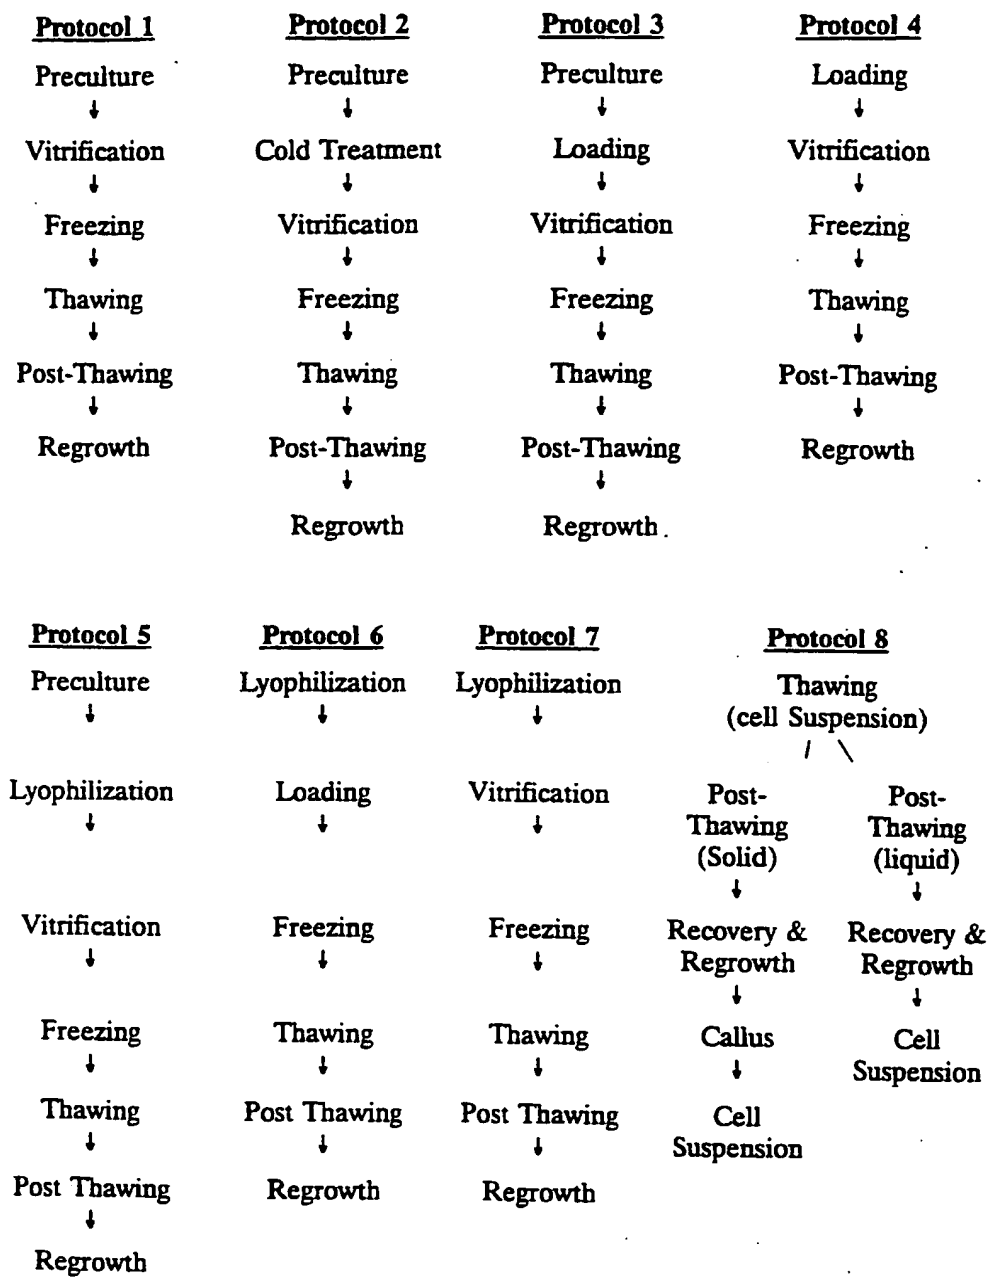 Protocol 1
Preculture
↓
Vitrification
↓
Freezing
↓
Thawing
↓
Post-Thawing
↓
Regrowth
Protocol 2
Preculture
↓
Cold Treatment
↓
Vitrification
↓
Freezing
↓
Thawing
↓
Post-Thawing
↓
Regrowth
Protocol 3
Preculture
↓
Loading
↓
Vitrification
↓
Freezing
↓
Thawing
↓
Post-Thawing
↓
Regrowth
Protocol 4
Loading
↓
Vitrification
↓
Freezing
↓
Thawing
↓
Post-Thawing
↓
Regrowth
Protocol 5
Preculture
↓
Lyophilization
↓
Vitrification
↓
Freezing
↓
Thawing
↓
Post Thawing
↓
Regrowth
Protocol 6
Lyophilization
↓
Loading
↓
Freezing
↓
Thawing
↓
Post Thawing
↓
Regrowth
Protocol 7
Lyophilization
↓
Vitrification
↓
Freezing
↓
Thawing
↓
Post Thawing
↓
Regrowth
Protocol 8
Thawing
(cell Suspension)
/ \
Post-
Thawing
(Solid)
↓
Recovery &
Regrowth
↓
Callus
↓
Cell
Suspension
Post-
Thawing
(liquid)
↓
Recovery &
Regrowth
↓
Cell
Suspension